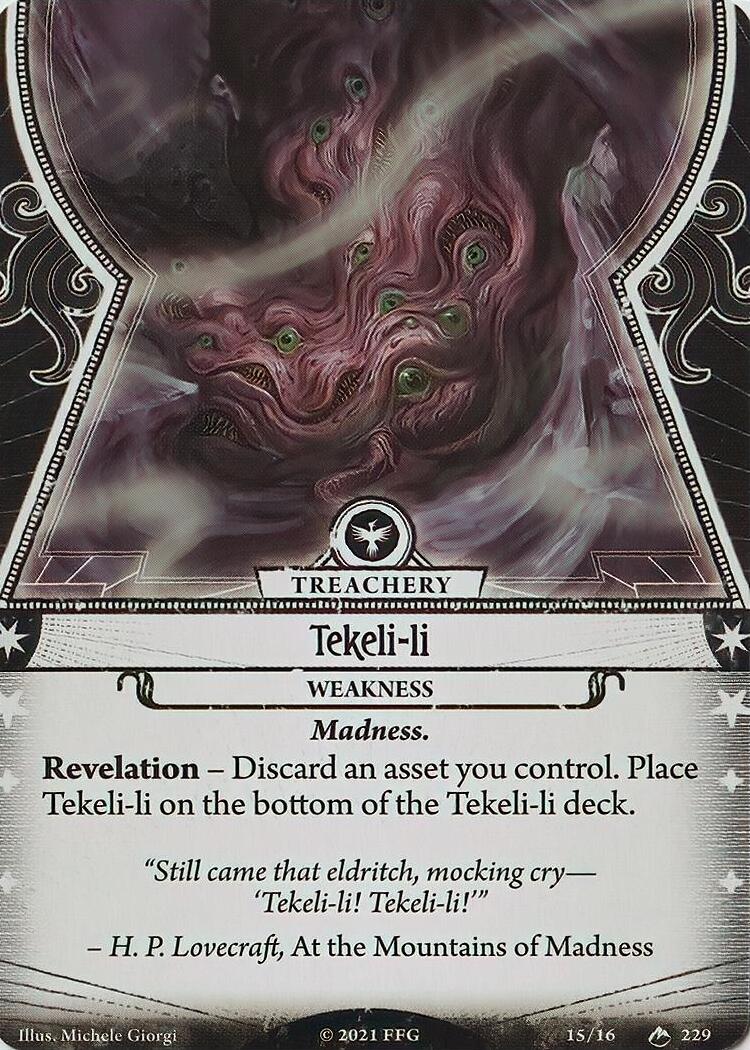 TREACHERY
Tekeli-li
WEAKNESS
Madness.
Revelation – Discard an asset you control. Place
Tekeli-li on the bottom of the Tekeli-li deck.
“Still came that eldritch, mocking cry—
‘Tekeli-li! Tekeli-li!’”
– H. P. Lovecraft, At the Mountains of Madness
Illus. Michele Giorgi © 2021 FFG 15/16 229